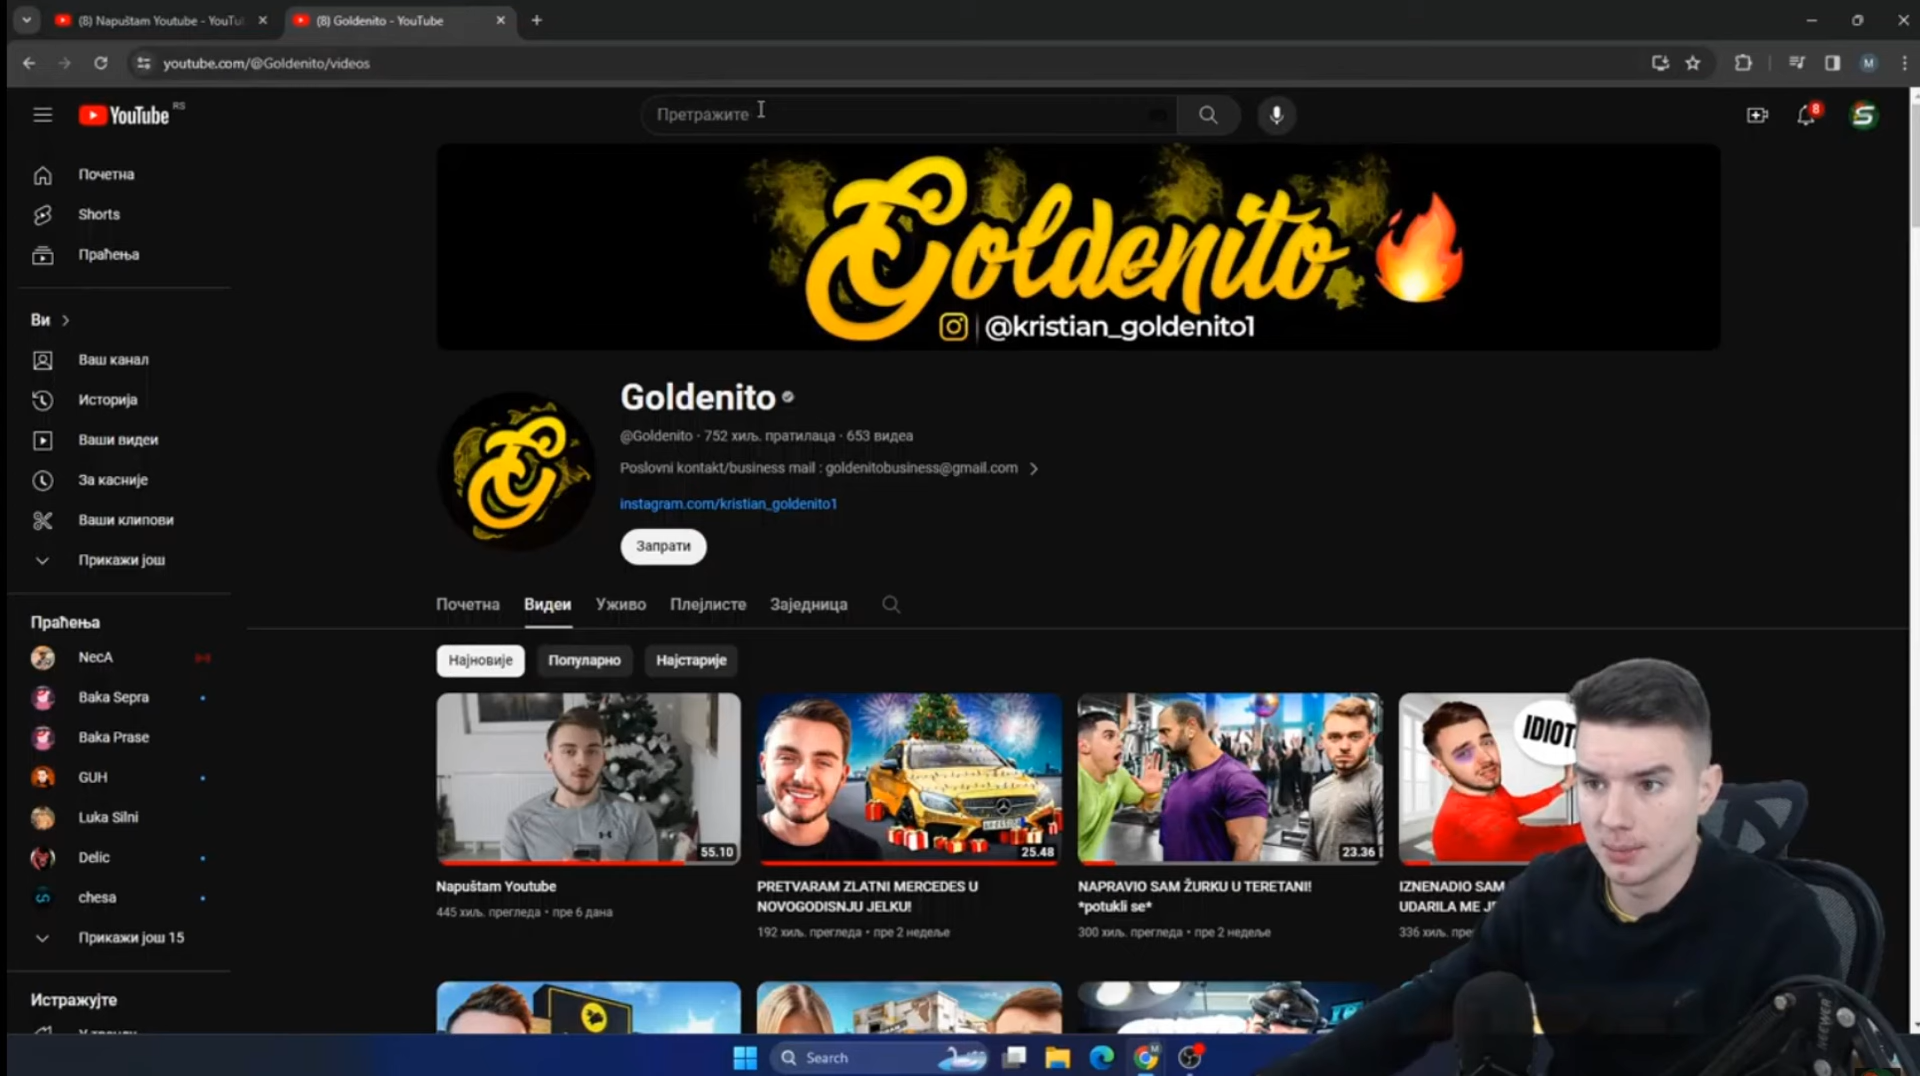 (8) Napuštam Youtube - YouTu
(8) Goldenito - YouTube
youtube.com/@Goldenito/videos
M
YouTube RS
Претражите
8
S
Почетна
Shorts
Праћења
Ви
Ваш канал
Историја
Ваши видеи
За касније
Ваши клипови
Прикажи још
Праћења
NecA
Baka Sepra
Baka Prase
GUH
Luka Silni
Delic
chesa
Прикажи још 15
Истражујте
Goldenito
@kristian_goldenito1
Goldenito
@Goldenito · 752 хиљ. пратилаца · 653 видеа
Poslovni kontakt/business mail : goldenitobusiness@gmail.com
instagram.com/kristian_goldenito1
Запрати
Почетна Видеи Уживо Плејлисте Заједница
Најновије Популарно Најстарије
55.10
25.48
23.36
IDIOT
Napuštam Youtube
445 хиљ. прегледа • пре 6 дана
PRETVARAM ZLATNI MERCEDES U
NOVOGODISNJU JELKU!
192 хиљ. прегледа • пре 2 недеље
NAPRAVIO SAM ŽURKU U TERETANI!
*potukli se*
300 хиљ. прегледа • пре 2 недеље
IZNENADIO SAM
UDARILA ME
336 хиљ. прег
Search
NEEWER